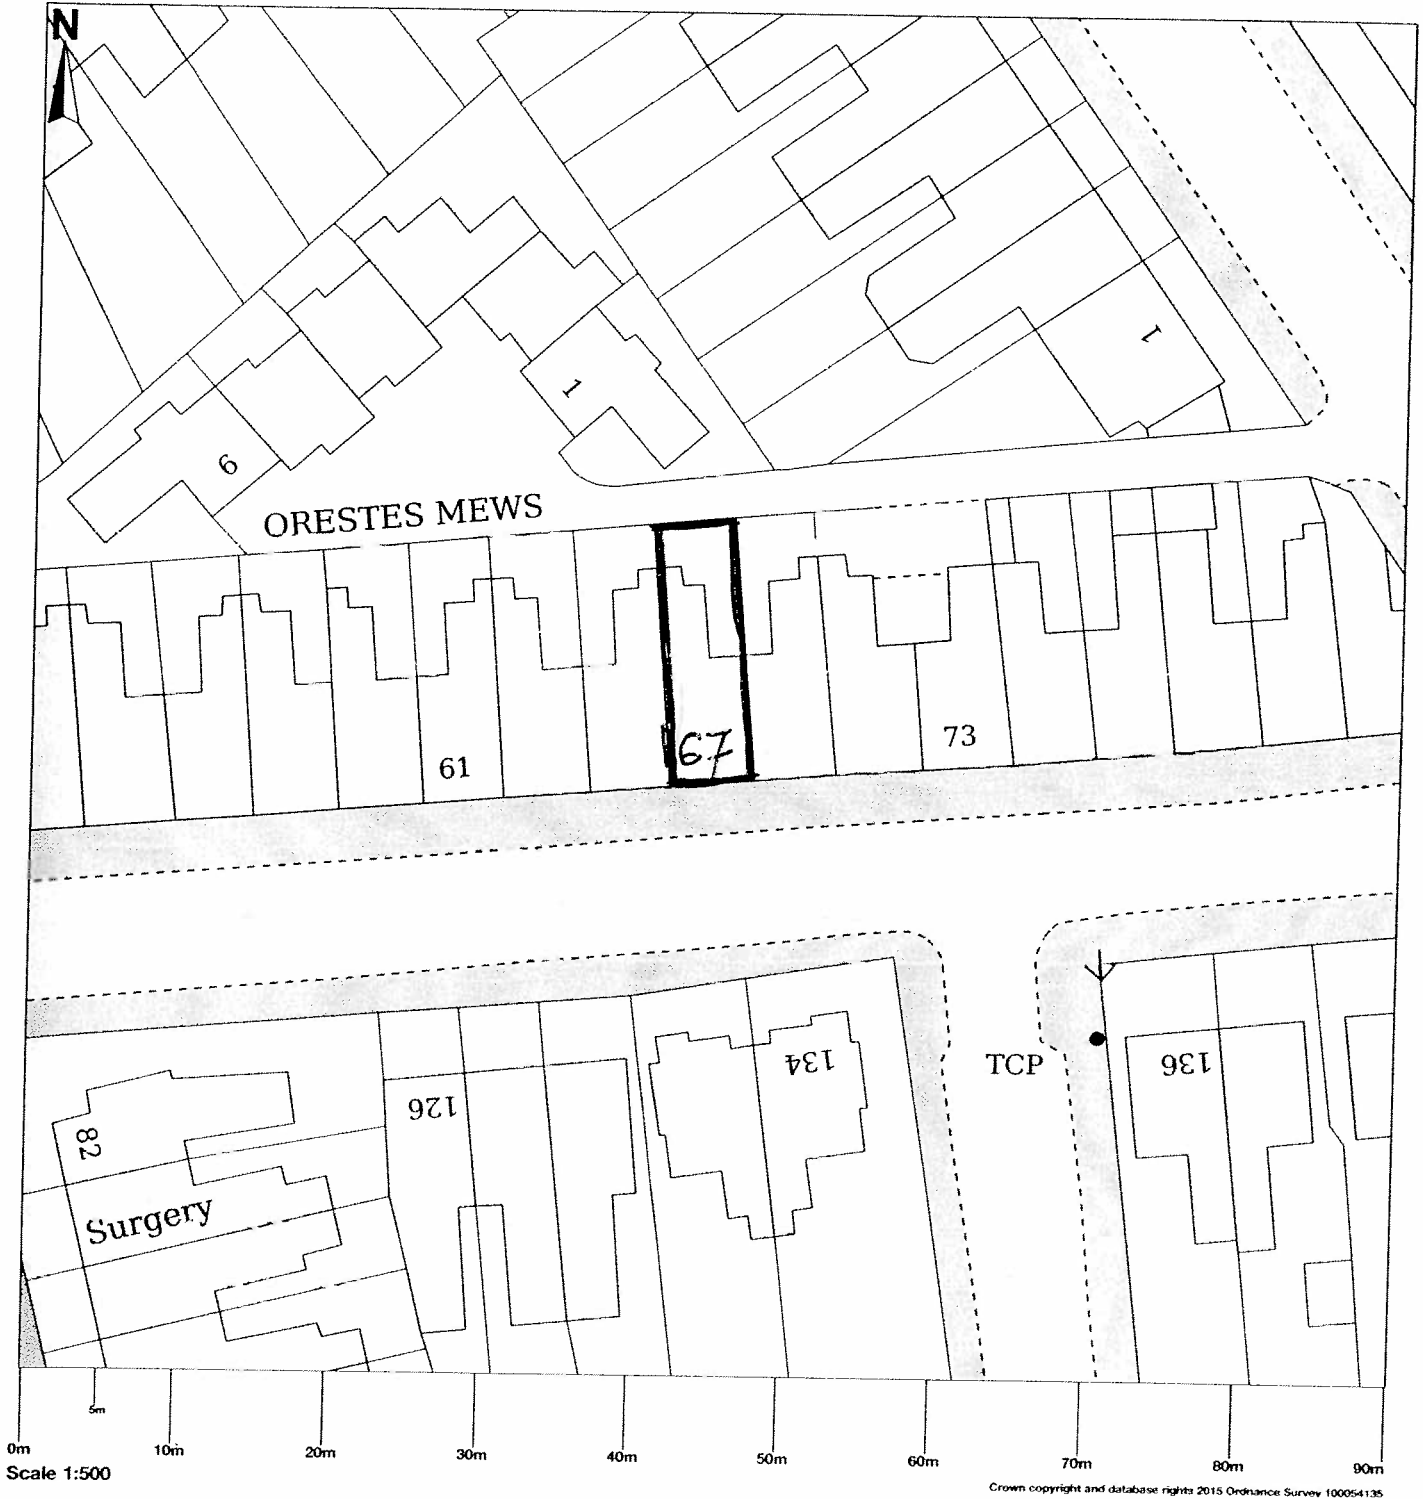 N
1
1
6
ORESTES MEWS
67
73
61
134
TCP
136
126
82
Surgery
5m
0m 10m 20m 30m 40m 50m 60m 70m 80m 90m
Scale 1:500
Crown copyright and database rights 2015 Ordnance Survey 100054135